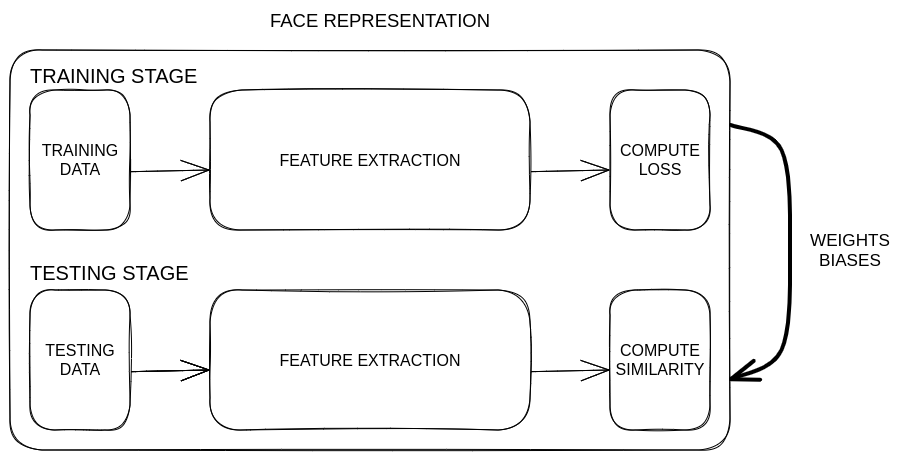 FACE REPRESENTATION
TRAINING STAGE
TRAINING
DATA
FEATURE EXTRACTION
COMPUTE
LOSS
WEIGHTS
BIASES
TESTING STAGE
TESTING
DATA
FEATURE EXTRACTION
COMPUTE
SIMILARITY